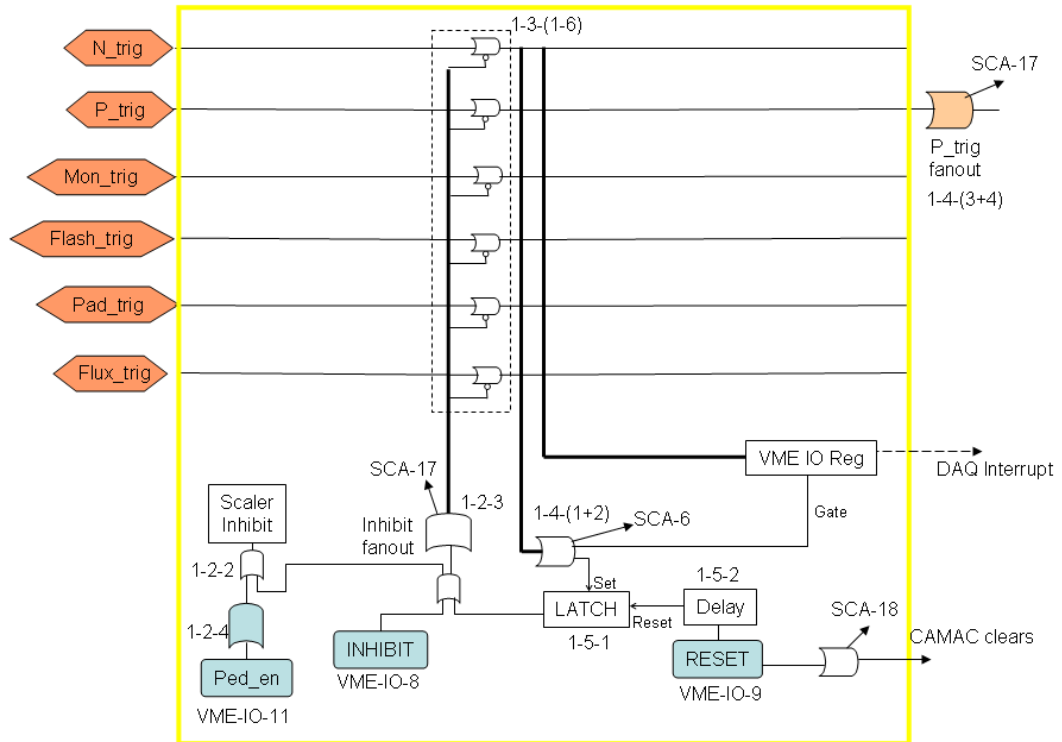 N_trig
1-3-(1-6)
SCA-17
P_trig
P_trig
fanout
1-4-(3+4)
Mon_trig
Flash_trig
Pad_trig
Flux_trig
SCA-17
1-2-3
VME IO Reg
DAQ Interrupt
Scaler
Inhibit
Inhibit
fanout
1-4-(1+2)
SCA-6
Gate
1-2-2
Set
1-5-2
LATCH
Reset
Delay
1-5-1
SCA-18
1-2-4
INHIBIT
RESET
CAMAC clears
Ped_en
VME-IO-8
VME-IO-9
VME-IO-11